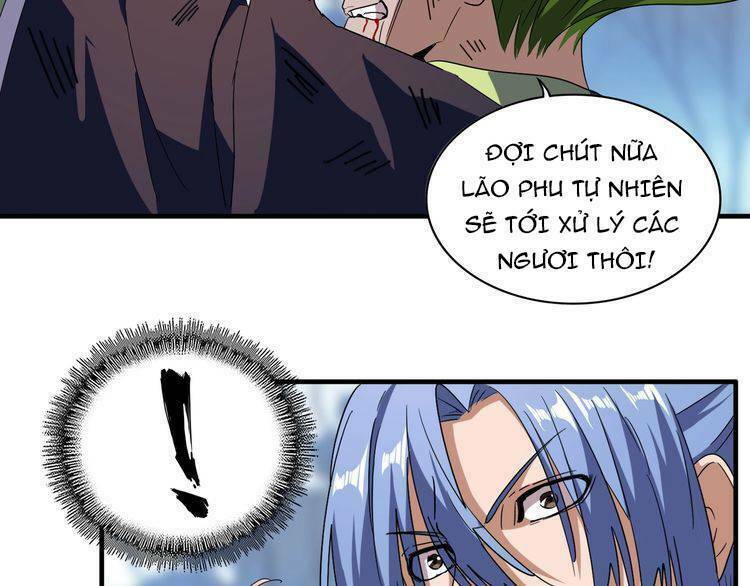 ĐỢI CHÚT NỮA
LÃO PHU TỰ NHIÊN
SẼ TỚI XỬ LÝ CÁC
NGƯƠI THÔI!
!